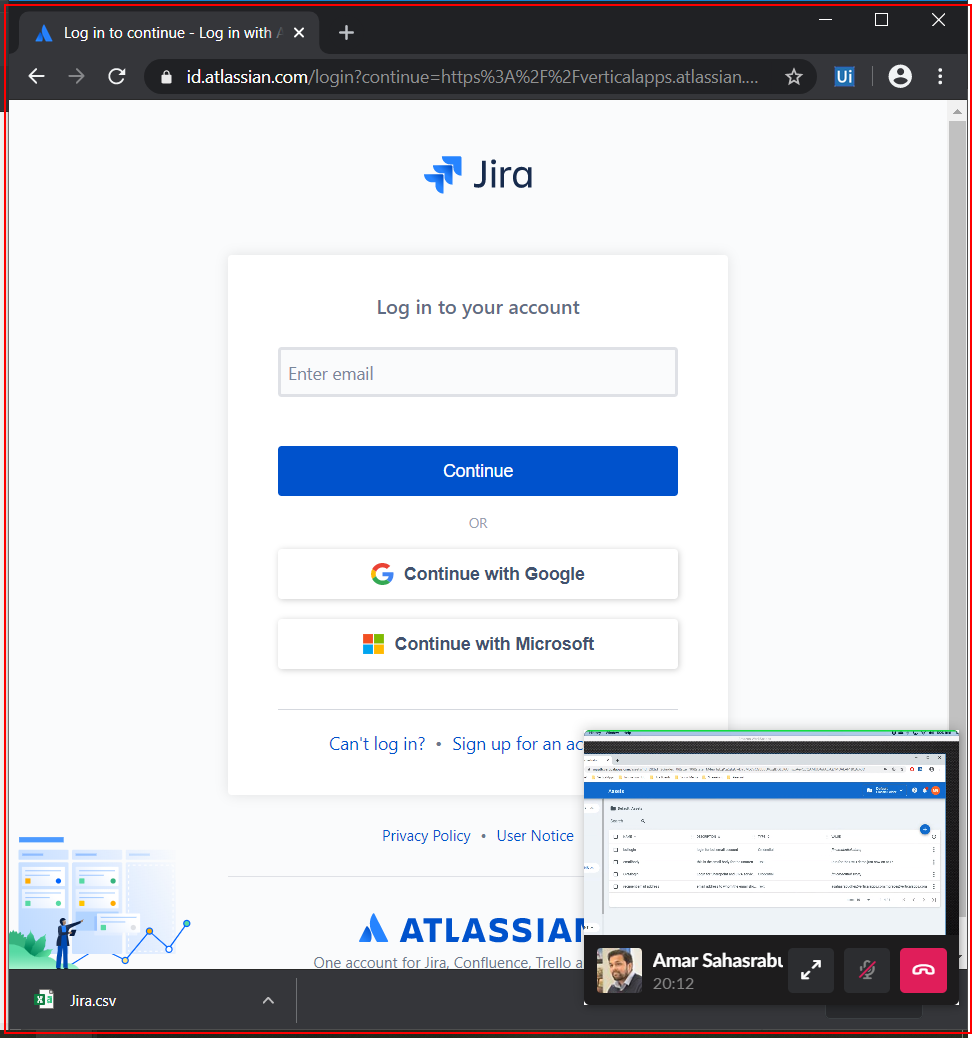 Log in to continue - Log in with A
id.atlassian.com/login?continue=https%3A%2F%2Fverticalapps.atlassian....
Ui
Jira
Log in to your account
Enter email
Continue
OR
Continue with Google
Continue with Microsoft
Can't log in? • Sign up for an ac
Assets
Default Assets
Search
Privacy Policy • User Notice
ATLASSIAN
One account for Jira, Confluence, Trello a
Amar Sahasrabu
20:12
Jira.csv